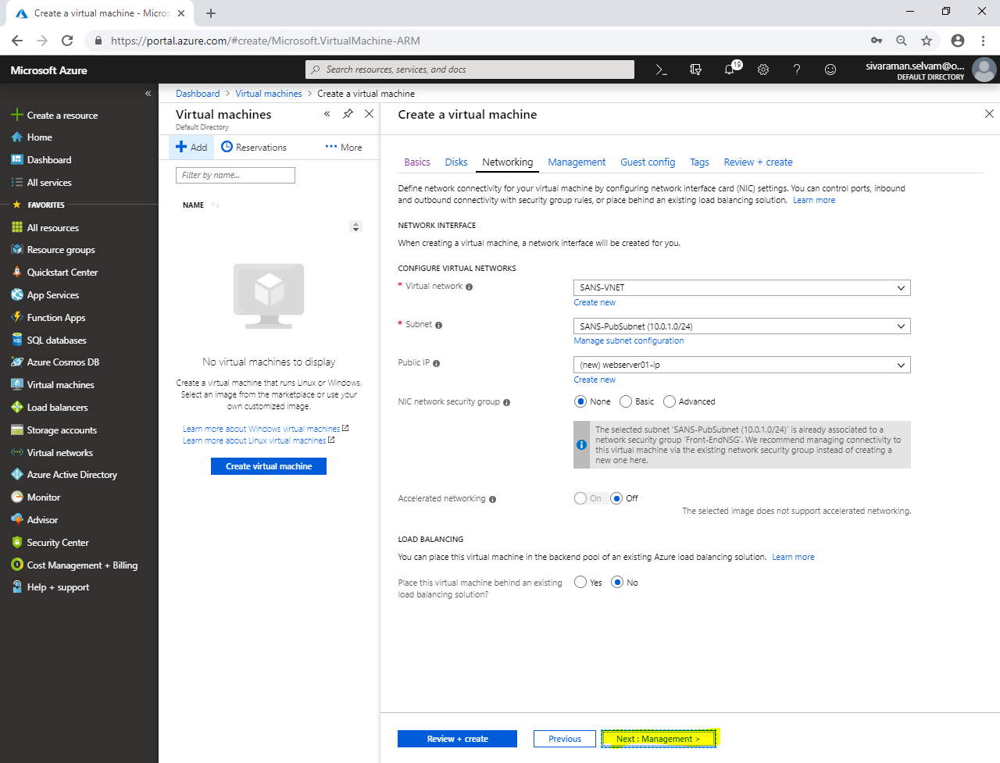 Create a virtual machine - Micros
https://portal.azure.com/#create/Microsoft.VirtualMachine-ARM
Microsoft Azure
Search resources, services, and docs
19
sivaraman.selvam@o...
DEFAULT DIRECTORY
Create a resource
Home
Dashboard
All services
FAVORITES
All resources
Resource groups
Quickstart Center
App Services
Function Apps
SQL databases
Azure Cosmos DB
Virtual machines
Load balancers
Storage accounts
Virtual networks
Azure Active Directory
Monitor
Advisor
Security Center
Cost Management + Billing
Help + support
Dashboard > Virtual machines > Create a virtual machine
Virtual machines
Default Directory
Add
Reservations
More
Filter by name...
NAME
No virtual machines to display
Create a virtual machine that runs Linux or Windows.
Select an image from the marketplace or use your
own customized image.
Learn more about Windows virtual machines
Learn more about Linux virtual machines
Create virtual machine
Create a virtual machine
Basics Disks Networking Management Guest config Tags Review + create
Define network connectivity for your virtual machine by configuring network interface card (NIC) settings. You can control ports, inbound
and outbound connectivity with security group rules, or place behind an existing load balancing solution. Learn more
NETWORK INTERFACE
When creating a virtual machine, a network interface will be created for you.
CONFIGURE VIRTUAL NETWORKS
* Virtual network
SANS-VNET
Create new
* Subnet
SANS-PubSubnet (10.0.1.0/24)
Manage subnet configuration
Public IP
(new) webserver01-ip
Create new
NIC network security group
None Basic Advanced
The selected subnet 'SANS-PubSubnet (10.0.1.0/24)' is already associated to a
network security group 'Front-EndNSG'. We recommend managing connectivity to
this virtual machine via the existing network security group instead of creating a
new one here.
Accelerated networking
On Off
The selected image does not support accelerated networking.
LOAD BALANCING
You can place this virtual machine in the backend pool of an existing Azure load balancing solution. Learn more
Place this virtual machine behind an existing
load balancing solution?
Yes No
Review + create
Previous
Next : Management >